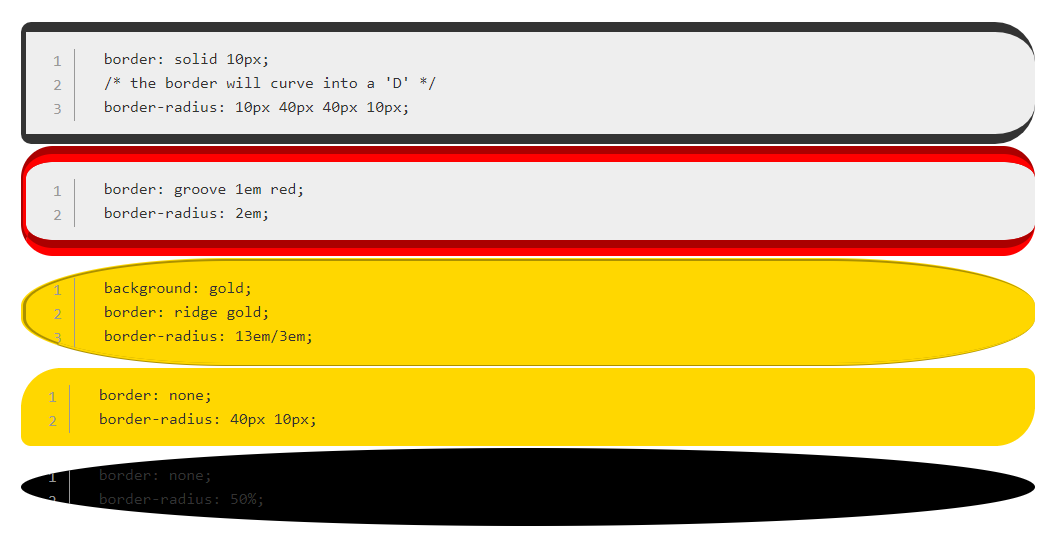 1 border: solid 10px;
2 /* the border will curve into a 'D' */
3 border-radius: 10px 40px 40px 10px;
1 border: groove 1em red;
2 border-radius: 2em;
1 background: gold;
2 border: ridge gold;
3 border-radius: 13em/3em;
1 border: none;
2 border-radius: 40px 10px;
1 border: none;
2 border-radius: 50%;